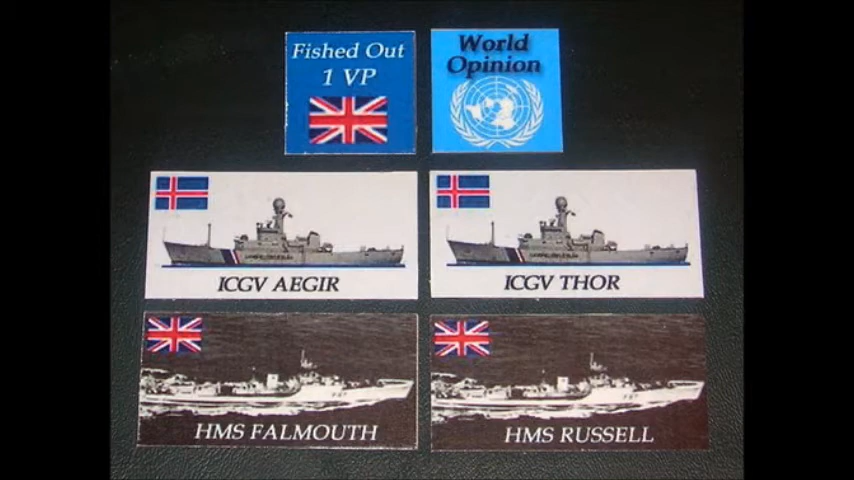 Fished Out
1 VP
World
Opinion
ICGV AEGIR
ICGV THOR
HMS FALMOUTH
HMS RUSSELL